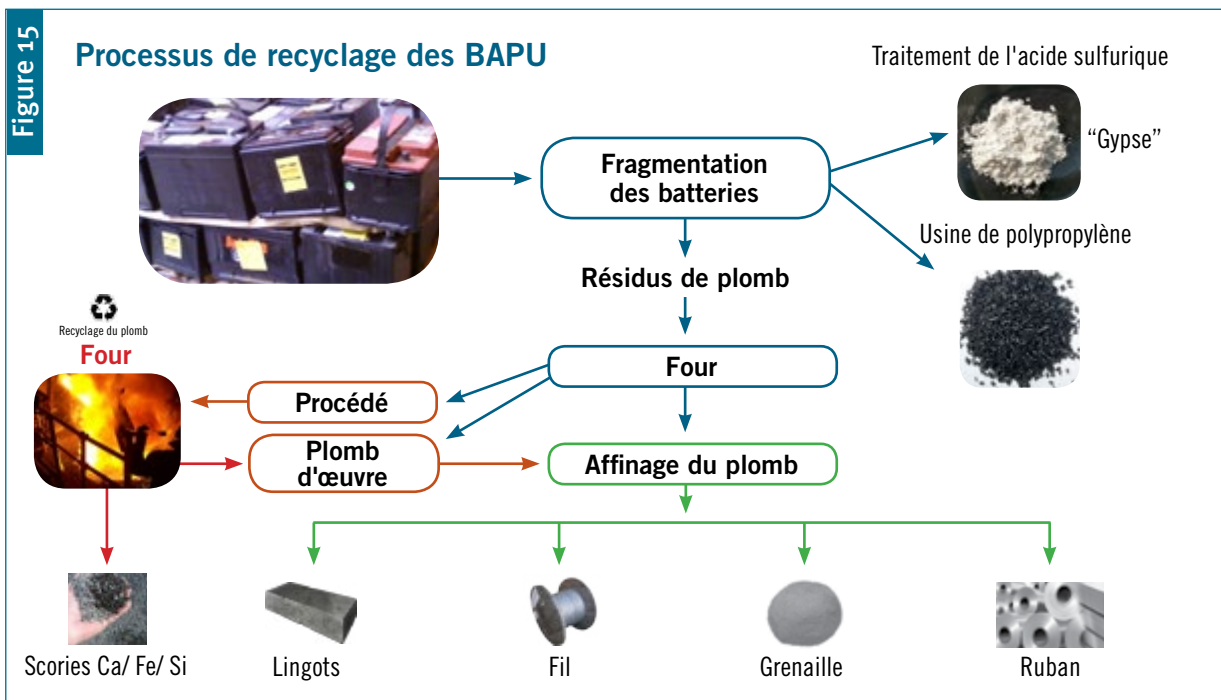 Figure 15
Processus de recyclage des BAPU
Traitement de l'acide sulfurique
“Gypse”
Fragmentation
des batteries
Usine de polypropylène
Résidus de plomb
Recyclage du plomb
Four
Four
Procédé
Plomb
d'œuvre
Affinage du plomb
Scories Ca/ Fe/ Si
Lingots
Fil
Grenaille
Ruban